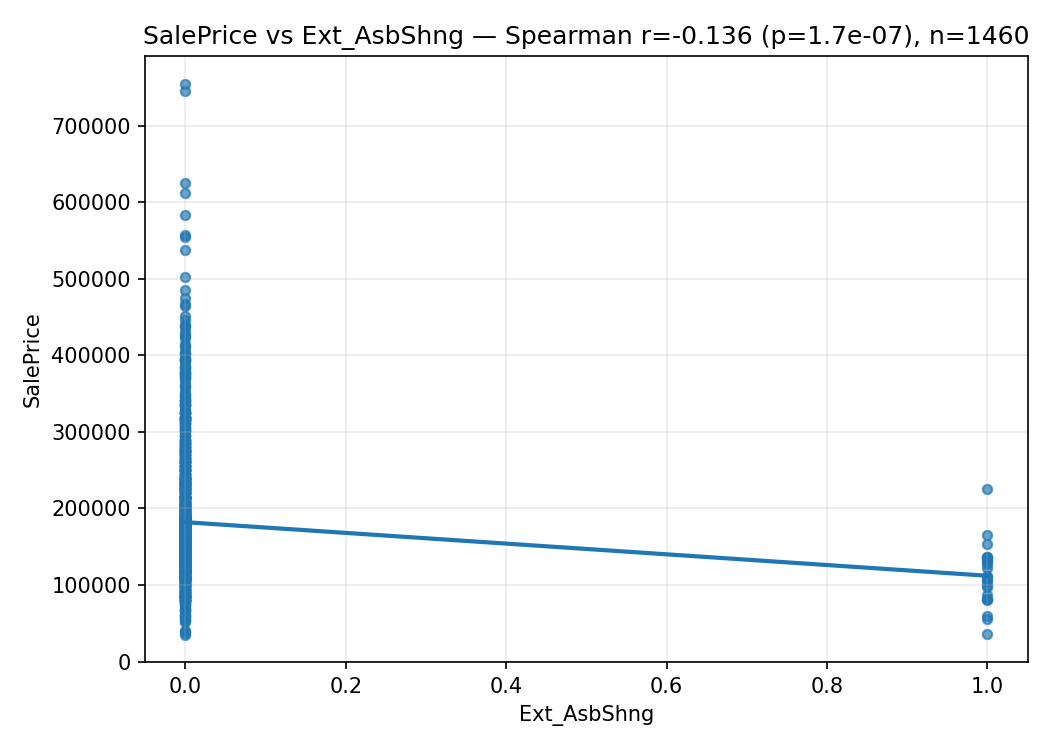 SalePrice vs Ext_AsbShng — Spearman r=-0.136 (p=1.7e-07), n=1460
SalePrice
700000
600000
500000
400000
300000
200000
100000
0
0.0 0.2 0.4 0.6 0.8 1.0
Ext_AsbShng